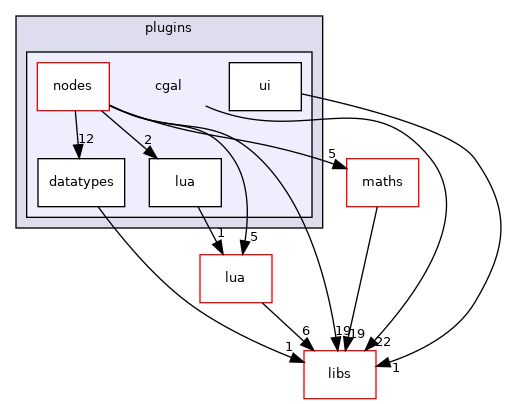 plugins
nodes
cgal
ui
12
2
5
datatypes
lua
maths
1
5
lua
6
19
19
22
1
1
libs